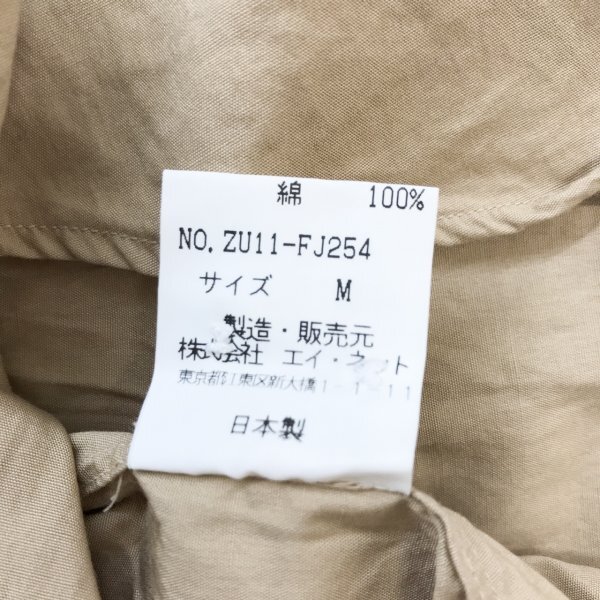 綿 100%
NO. ZU11-FJ254
サイズ M
製造・販売元
株式会社 エイ・ネット
東京都江東区新大橋1-1-11
日本製